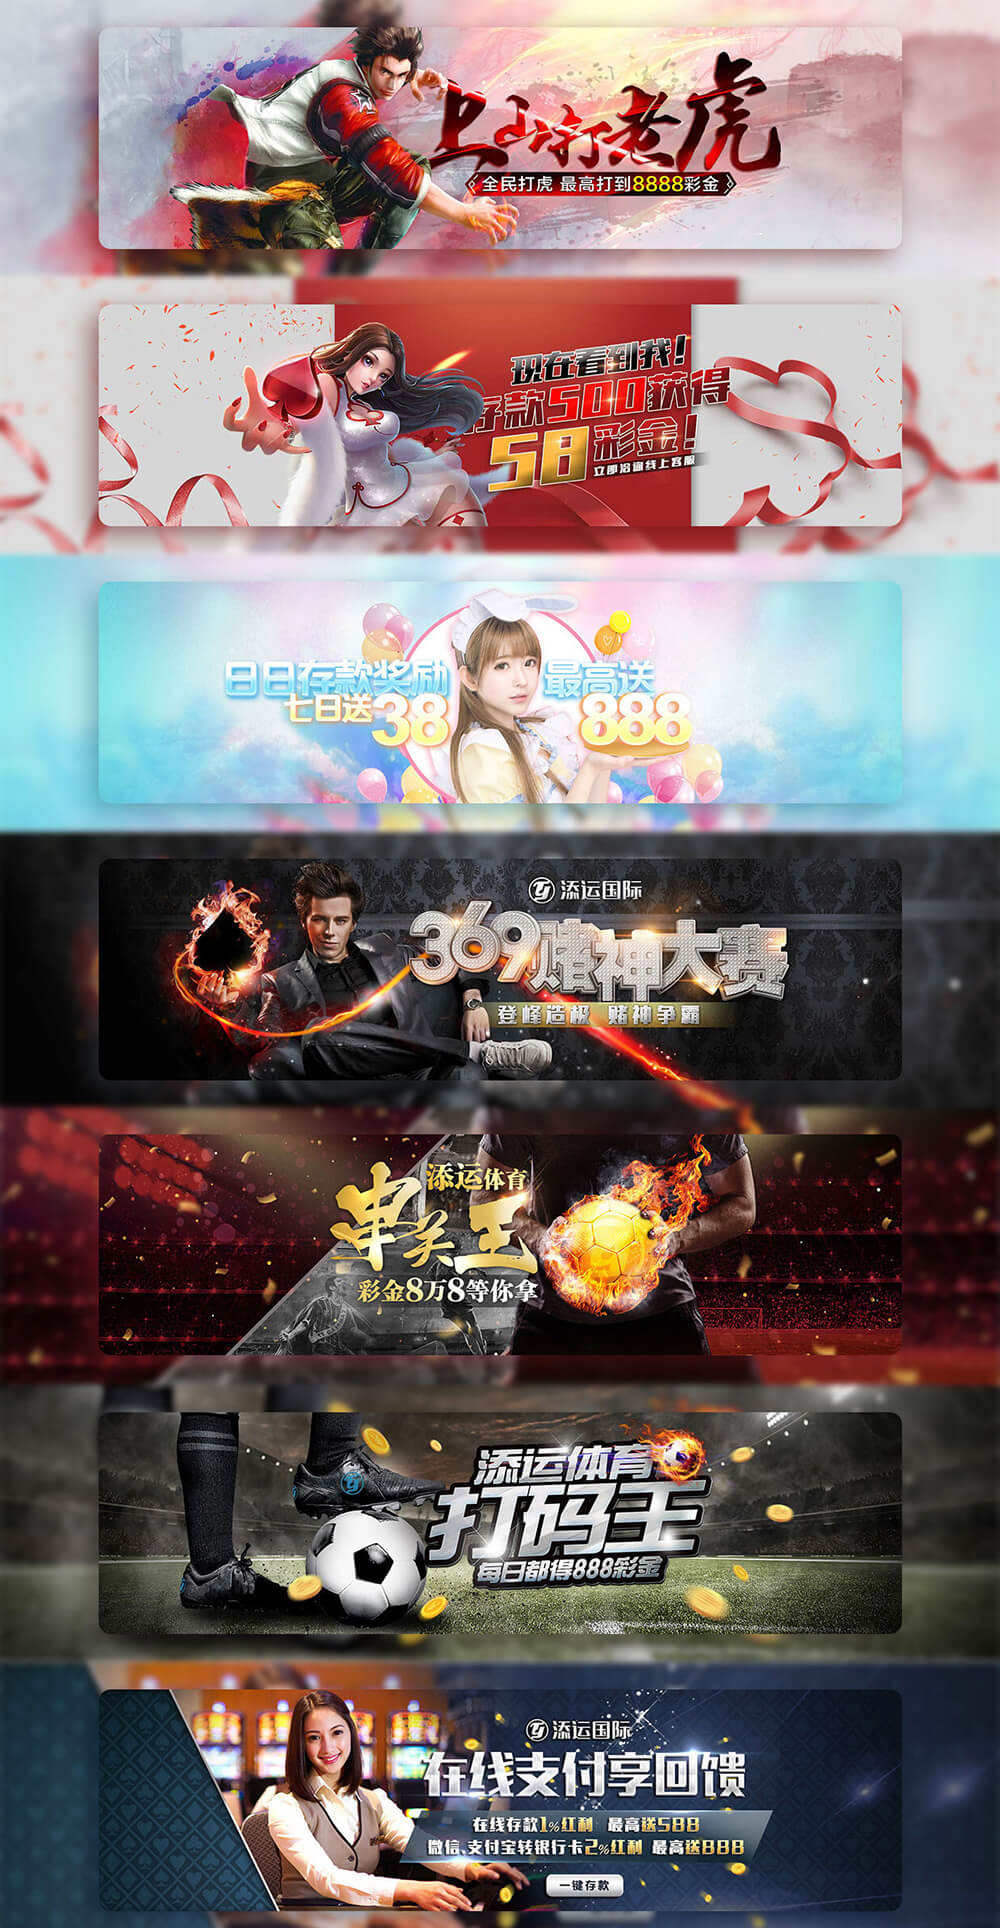 上山打老虎
全民打虎 最高打到8888彩金
现在看到我!
存款500获得
58彩金!
立即洽询线上客服
日日存款奖励
七日送38
最高送
888
添运国际
369赌神大赛
登峰造极 赌神争霸
添运体育
串关王
彩金8万8等你拿
添运体育
打码王
每日都得888彩金
添运国际
在线支付享回馈
在线存款1%红利 最高送588
微信、支付宝转银行卡2%红利 最高送888
一键存款